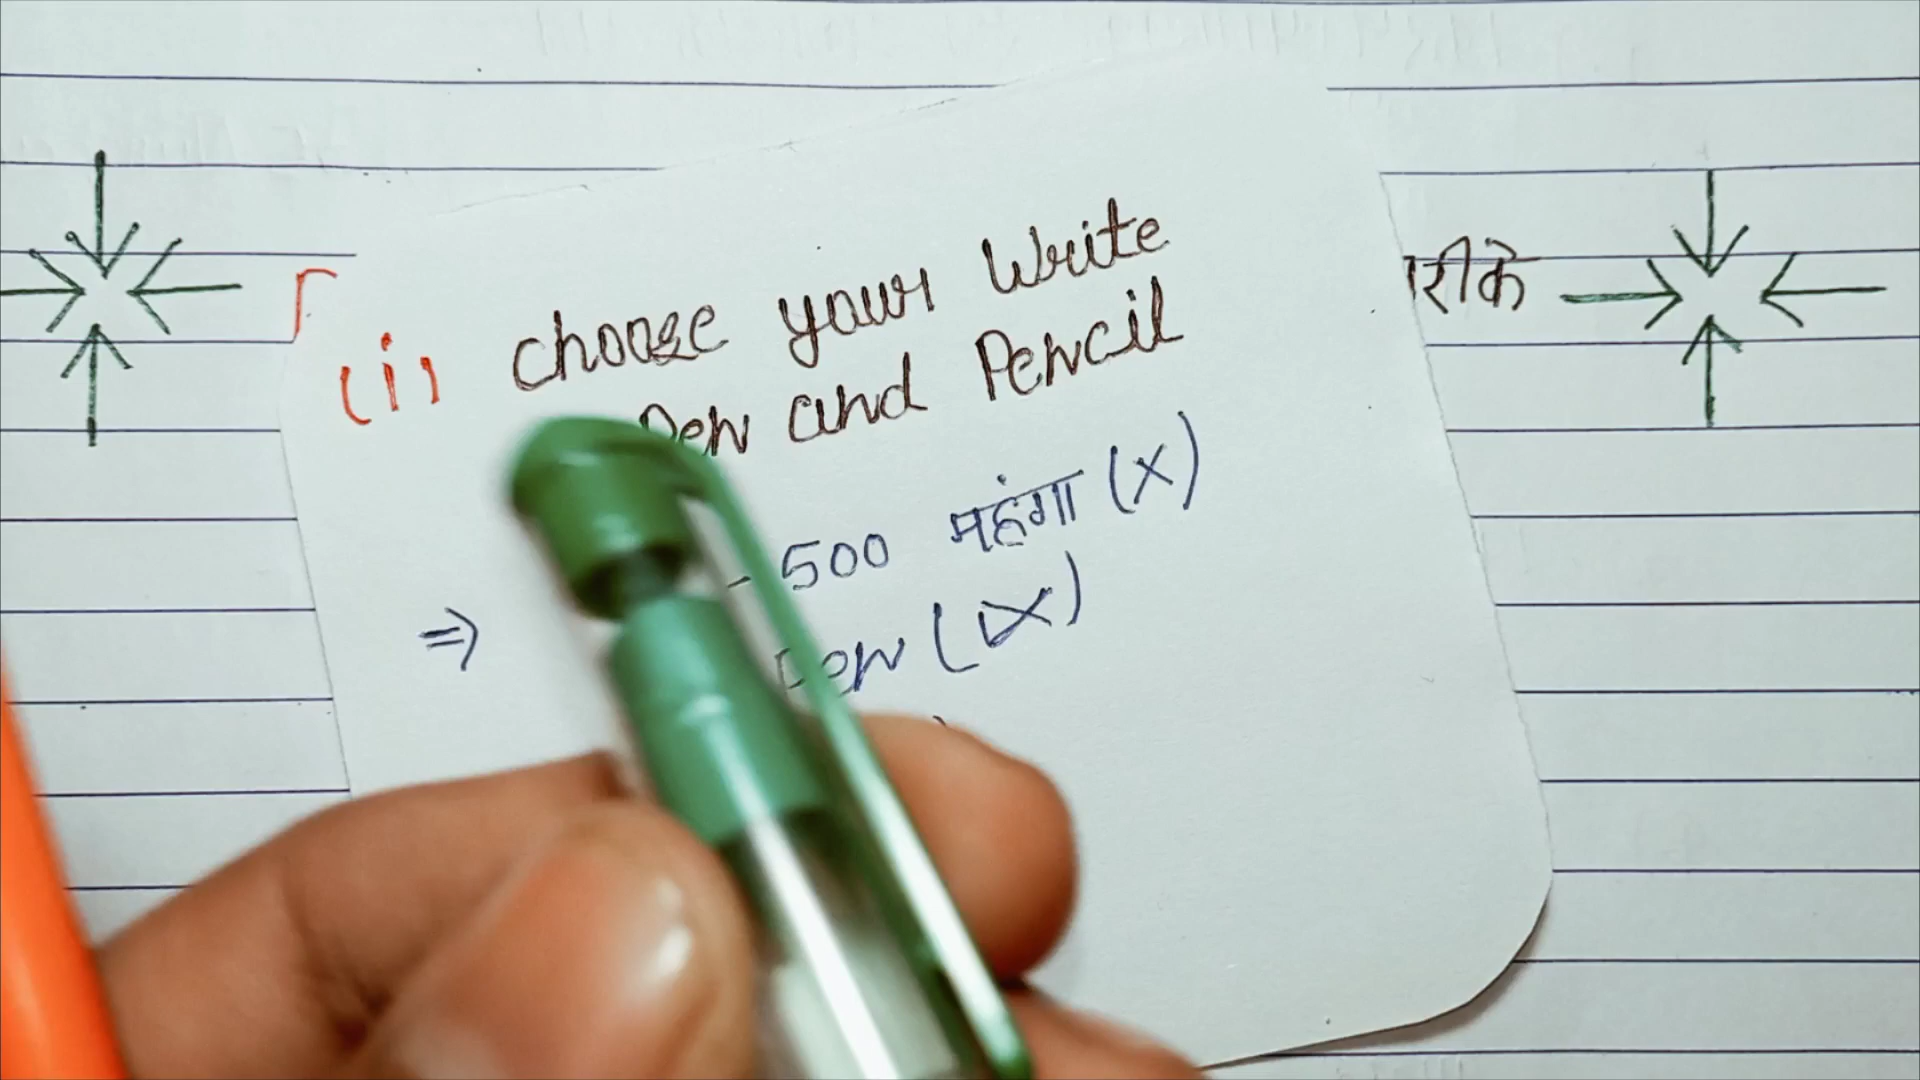 रीके
(i) choose your Write
Pen and Pencil
- 500 महंगा (X)
⇒ Pen (X)